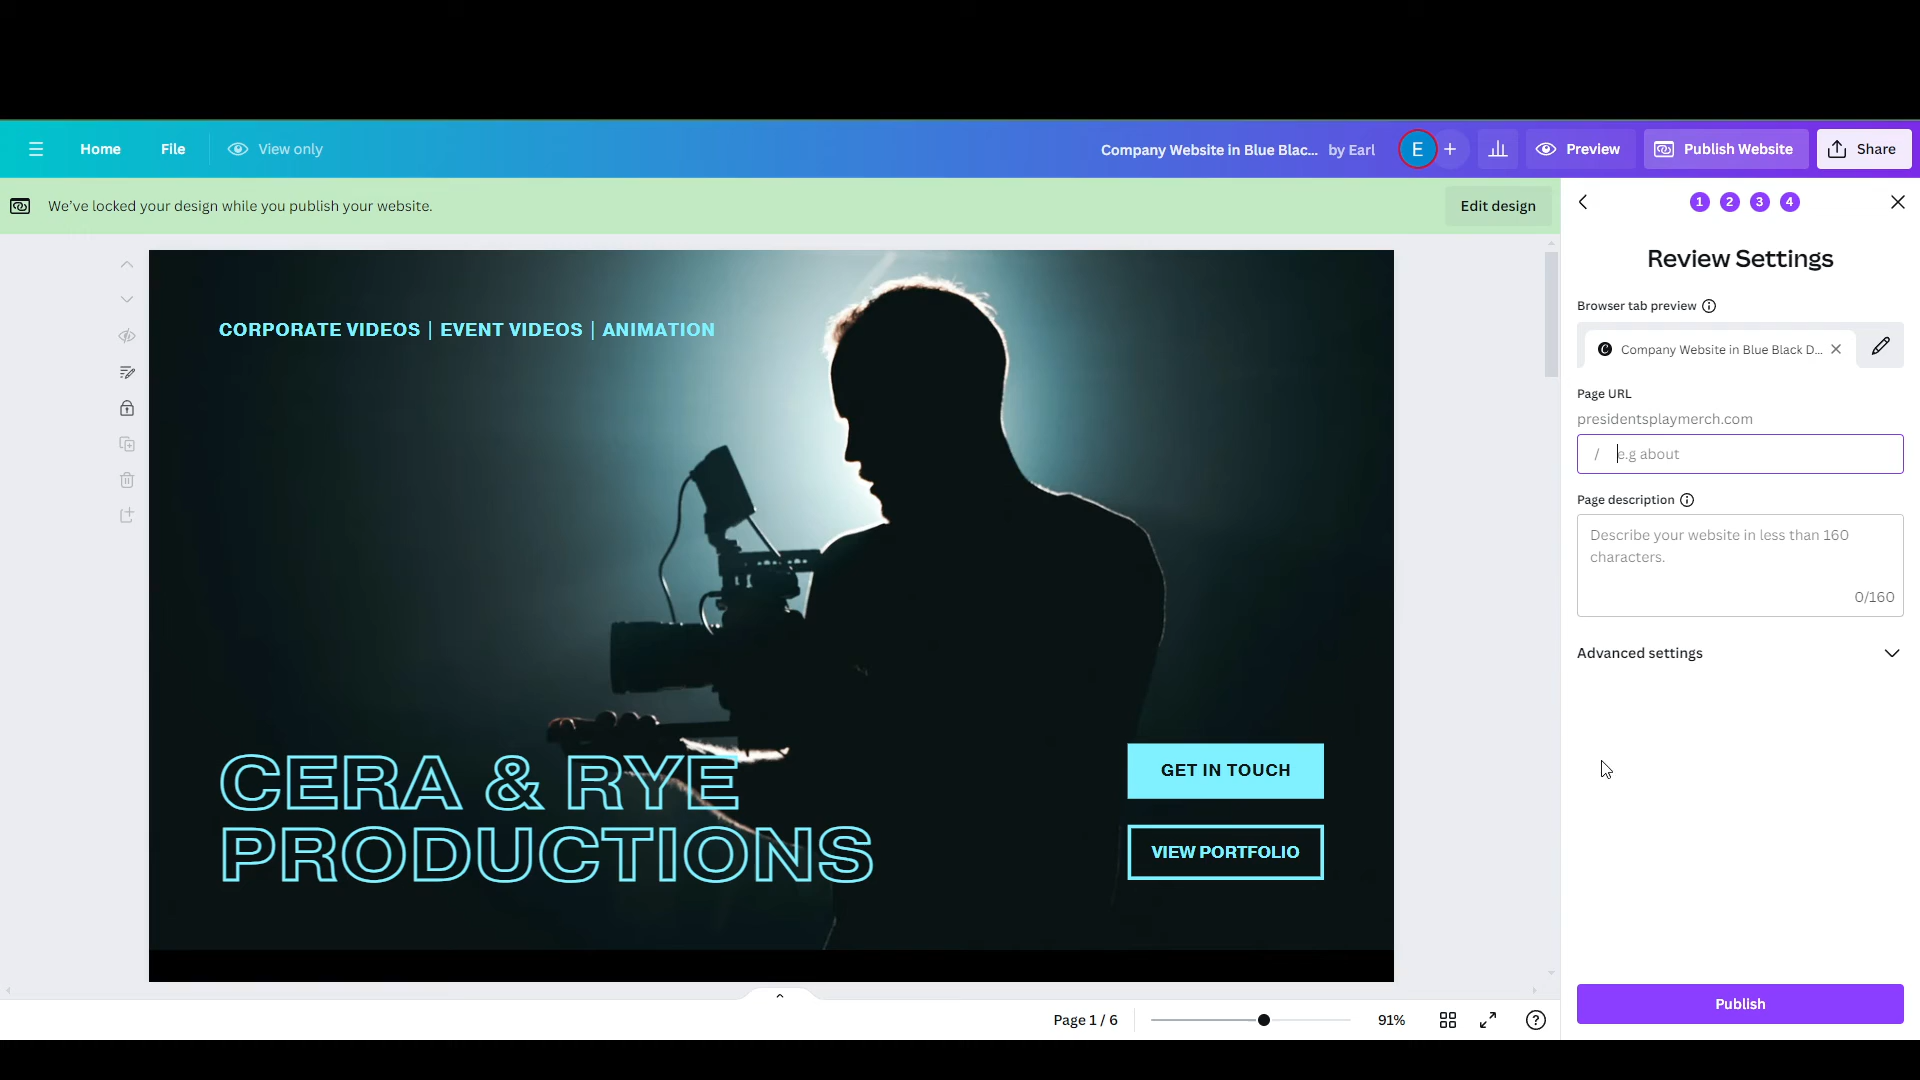 Home File View only Company Website in Blue Blac... by Earl E + Preview Publish Website Share
We've locked your design while you publish your website. Edit design
1 2 3 4
Review Settings
Browser tab preview
Company Website in Blue Black D...
Page URL
presidentsplaymerch.com
/ e.g about
Page description
Describe your website in less than 160
characters.
0/160
Advanced settings
Publish
CORPORATE VIDEOS | EVENT VIDEOS | ANIMATION
CERA & RYE
PRODUCTIONS
GET IN TOUCH
VIEW PORTFOLIO
Page 1 / 6 91%